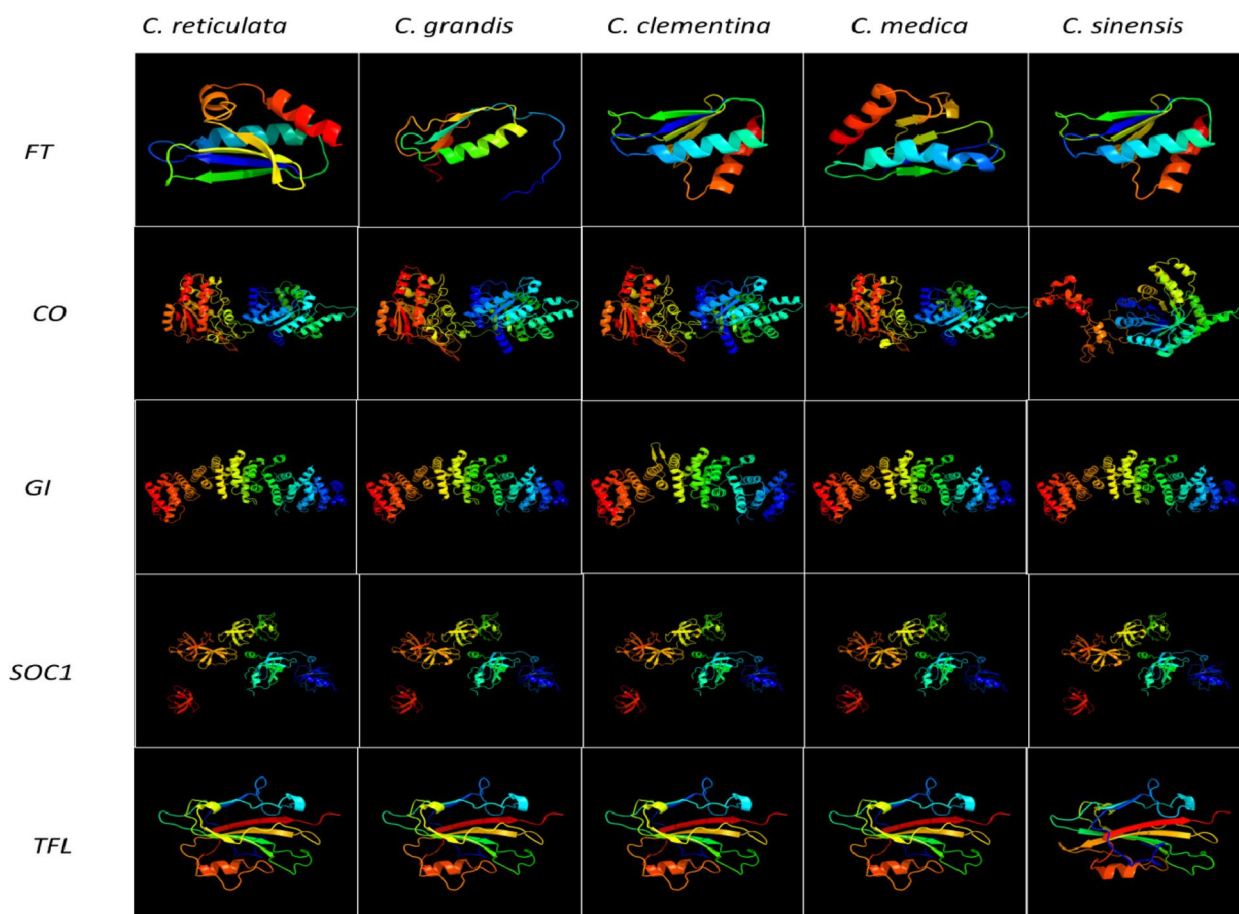 C. reticulata C. grandis C. clementina C. medica C. sinensis
FT
CO
GI
SOC1
TFL